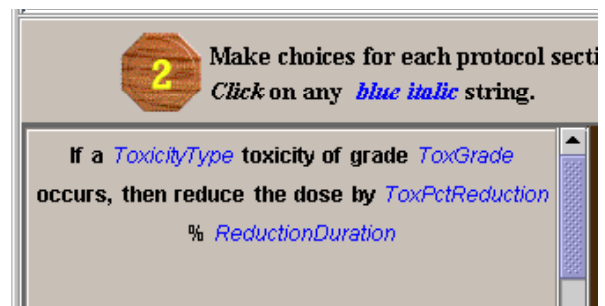 2
Make choices for each protocol secti
Click on any blue italic string.
If a ToxicityType toxicity of grade ToxGrade
occurs, then reduce the dose by ToxPctReduction
% ReductionDuration